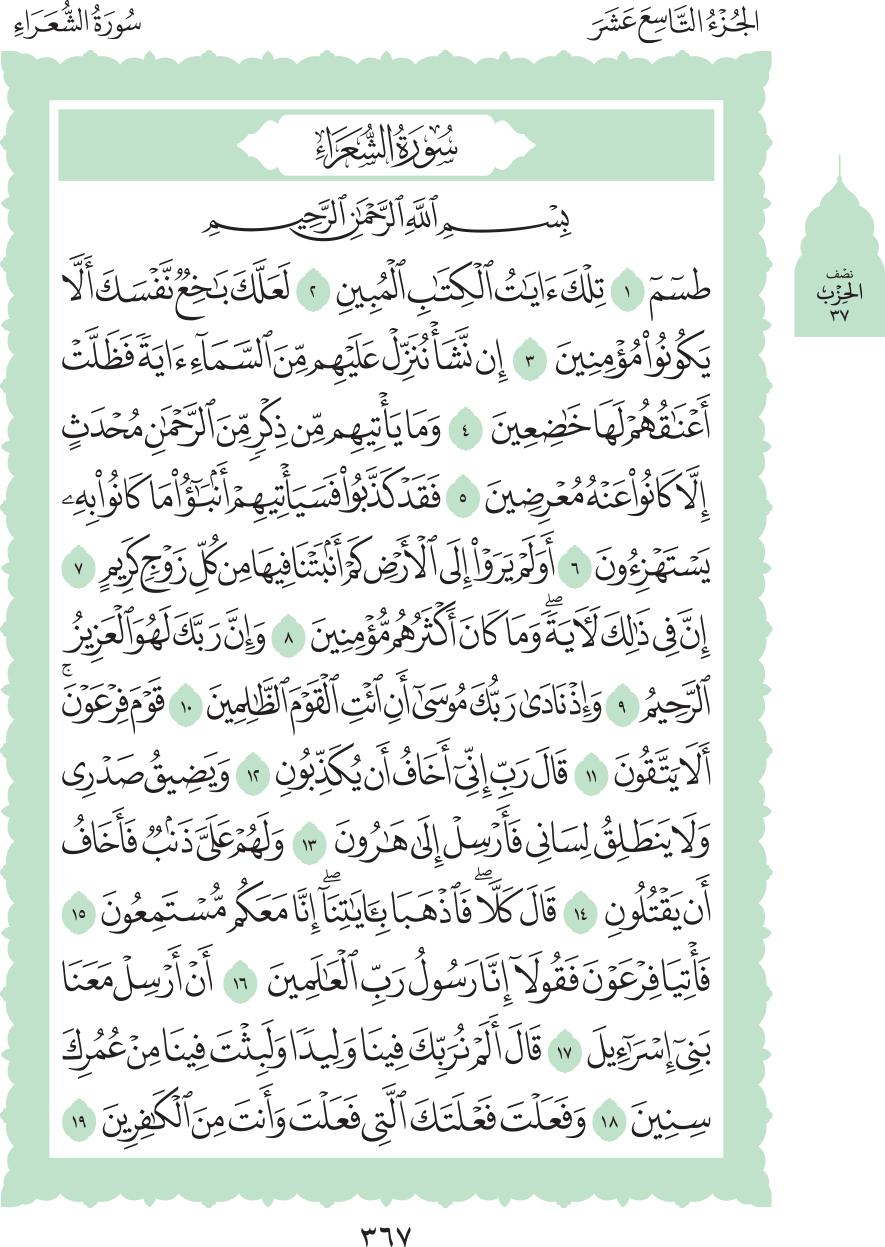 الجُزْءُ التَّاسِعَ عَشَرَ
سُورَةُ الشُّعَرَاءِ
سُورَةُ الشُّعَرَاءِ
نصف
الحِزْب
٣٧
بِسْمِ ٱللَّهِ ٱلرَّحْمَٰنِ ٱلرَّحِيمِ
طسٓمٓ ١ تِلْكَ ءَايَٰتُ ٱلْكِتَٰبِ ٱلْمُبِينِ ٢ لَعَلَّكَ بَٰخِعٌ نَّفْسَكَ أَلَّا
يَكُونُوا۟ مُؤْمِنِينَ ٣ إِن نَّشَأْ نُنَزِّلْ عَلَيْهِم مِّنَ ٱلسَّمَآءِ ءَايَةً فَظَلَّتْ
أَعْنَٰقُهُمْ لَهَا خَٰضِعِينَ ٤ وَمَا يَأْتِيهِم مِّن ذِكْرٍ مِّنَ ٱلرَّحْمَٰنِ مُحْدَثٍ
إِلَّا كَانُوا۟ عَنْهُ مُعْرِضِينَ ٥ فَقَدْ كَذَّبُوا۟ فَسَيَأْتِيهِمْ أَنۢبَٰٓؤُا۟ مَا كَانُوا۟ بِهِۦ
يَسْتَهْزِءُونَ ٦ أَوَلَمْ يَرَوْا۟ إِلَى ٱلْأَرْضِ كَمْ أَنۢبَتْنَا فِيهَا مِن كُلِّ زَوْجٍ كَرِيمٍ ٧
إِنَّ فِى ذَٰلِكَ لَءَايَةً ۖ وَمَا كَانَ أَكْثَرُهُم مُّؤْمِنِينَ ٨ وَإِنَّ رَبَّكَ لَهُوَ ٱلْعَزِيزُ
ٱلرَّحِيمُ ٩ وَإِذْ نَادَىٰ رَبُّكَ مُوسَىٰٓ أَنِ ٱئْتِ ٱلْقَوْمَ ٱلظَّٰلِمِينَ ١٠ قَوْمَ فِرْعَوْنَ ۚ
أَلَا يَتَّقُونَ ١١ قَالَ رَبِّ إِنِّىٓ أَخَافُ أَن يُكَذِّبُونِ ١٢ وَيَضِيقُ صَدْرِى
وَلَا يَنطَلِقُ لِسَانِى فَأَرْسِلْ إِلَىٰ هَٰرُونَ ١٣ وَلَهُمْ عَلَىَّ ذَنۢبٌ فَأَخَافُ
أَن يَقْتُلُونِ ١٤ قَالَ كَلَّا ۖ فَٱذْهَبَا بِـَٔايَٰتِنَآ ۖ إِنَّا مَعَكُم مُّسْتَمِعُونَ ١٥
فَأْتِيَا فِرْعَوْنَ فَقُولَآ إِنَّا رَسُولُ رَبِّ ٱلْعَٰلَمِينَ ١٦ أَنْ أَرْسِلْ مَعَنَا
بَنِىٓ إِسْرَٰٓءِيلَ ١٧ قَالَ أَلَمْ نُرَبِّكَ فِينَا وَلِيدًا وَلَبِثْتَ فِينَا مِنْ عُمُرِكَ
سِنِينَ ١٨ وَفَعَلْتَ فَعْلَتَكَ ٱلَّتِى فَعَلْتَ وَأَنتَ مِنَ ٱلْكَٰفِرِينَ ١٩
٣٦٧